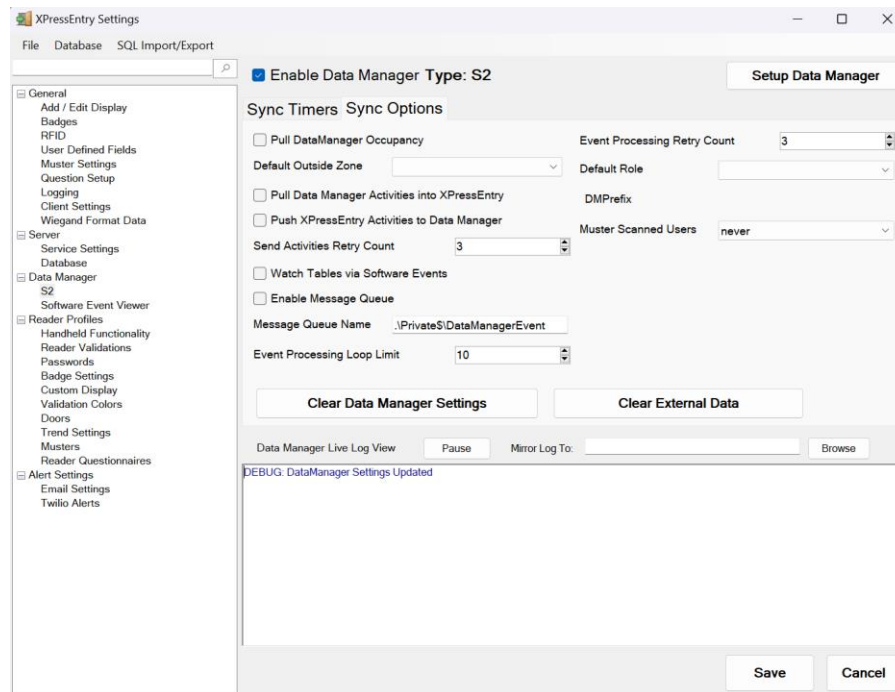 XPressEntry Settings
File Database SQL Import/Export
General
Add / Edit Display
Badges
RFID
User Defined Fields
Muster Settings
Question Setup
Logging
Client Settings
Wiegand Format Data
Server
Service Settings
Database
Data Manager
S2
Software Event Viewer
Reader Profiles
Handheld Functionality
Reader Validations
Passwords
Badge Settings
Custom Display
Validation Colors
Doors
Trend Settings
Musters
Reader Questionnaires
Alert Settings
Email Settings
Twilio Alerts
Enable Data Manager Type: S2
Setup Data Manager
Sync Timers Sync Options
Pull DataManager Occupancy
Event Processing Retry Count 3
Default Outside Zone
Default Role
Pull Data Manager Activities into XPressEntry
DMPrefix
Push XPressEntry Activities to Data Manager
Muster Scanned Users never
Send Activities Retry Count 3
Watch Tables via Software Events
Enable Message Queue
Message Queue Name .\Private$\DataManagerEvent
Event Processing Loop Limit 10
Clear Data Manager Settings Clear External Data
Data Manager Live Log View Pause Mirror Log To: Browse
DEBUG: DataManager Settings Updated
Save Cancel